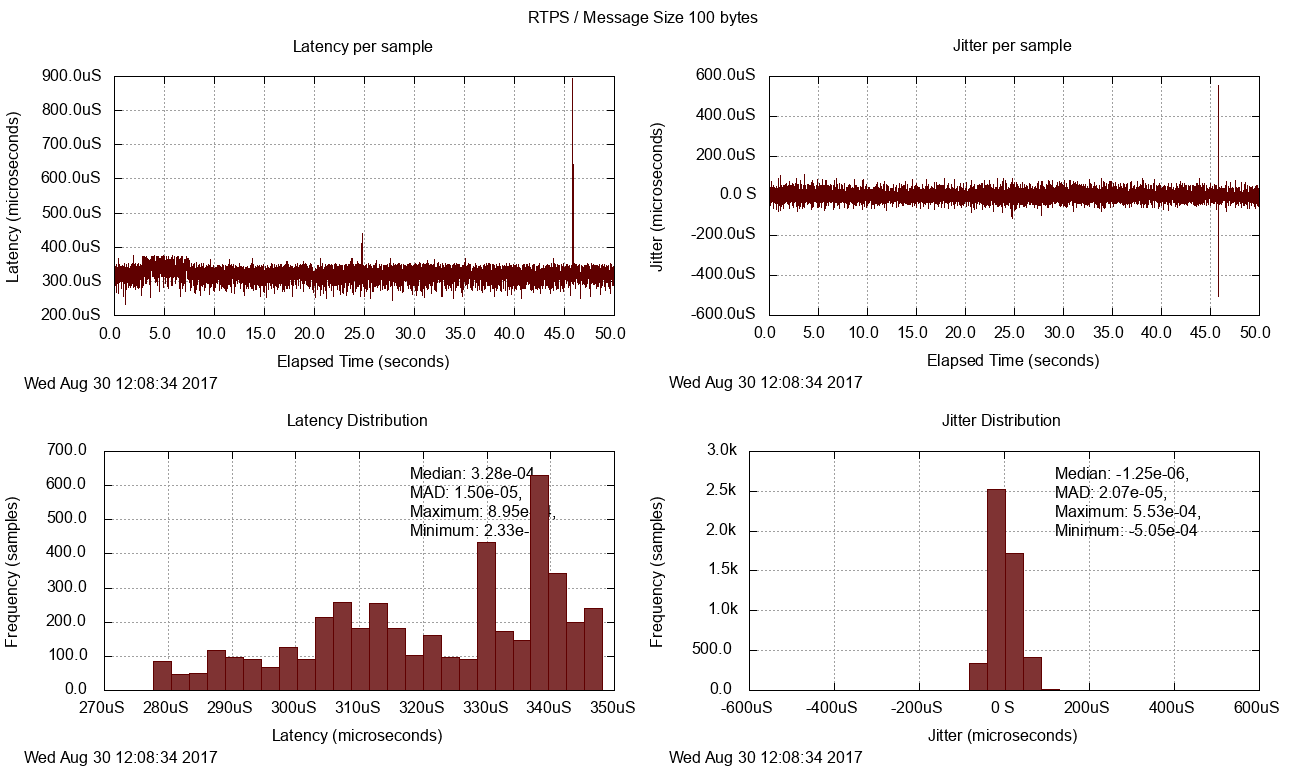 RTPS / Message Size 100 bytes
Latency per sample
900.0uS
800.0uS
700.0uS
600.0uS
500.0uS
400.0uS
300.0uS
200.0uS
Latency (microseconds)
0.0 5.0 10.0 15.0 20.0 25.0 30.0 35.0 40.0 45.0 50.0
Elapsed Time (seconds)
Wed Aug 30 12:08:34 2017
Jitter per sample
600.0uS
400.0uS
200.0uS
0.0 S
-200.0uS
-400.0uS
-600.0uS
Jitter (microseconds)
0.0 5.0 10.0 15.0 20.0 25.0 30.0 35.0 40.0 45.0 50.0
Elapsed Time (seconds)
Wed Aug 30 12:08:34 2017
Latency Distribution
700.0
600.0
500.0
400.0
300.0
200.0
100.0
0.0
Frequency (samples)
Median: 3.28e-04
MAD: 1.50e-05,
Maximum: 8.95e
Minimum: 2.33e-
270uS 280uS 290uS 300uS 310uS 320uS 330uS 340uS 350uS
Latency (microseconds)
Wed Aug 30 12:08:34 2017
Jitter Distribution
3.0k
2.5k
2.0k
1.5k
1.0k
500.0
0.0
Frequency (samples)
Median: -1.25e-06,
MAD: 2.07e-05,
Maximum: 5.53e-04,
Minimum: -5.05e-04
-600uS -400uS -200uS 0 S 200uS 400uS 600uS
Jitter (microseconds)
Wed Aug 30 12:08:34 2017